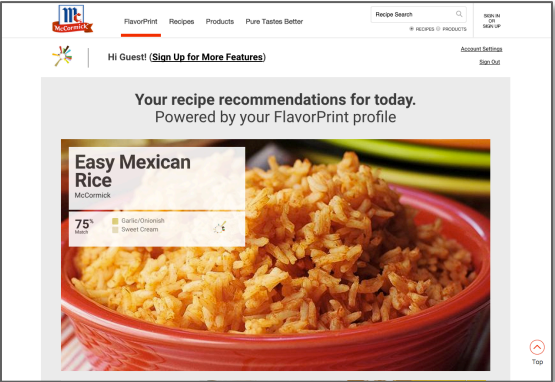 McCormick
FlavorPrint
Recipes
Products
Pure Tastes Better
Recipe Search
RECIPES
PRODUCTS
SIGN IN
OR
SIGN UP
Hi Guest! (Sign Up for More Features)
Account Settings
Sign Out
Your recipe recommendations for today.
Powered by your FlavorPrint profile
Easy Mexican
Rice
McCormick
75%
Match
Garlic/Onionish
Sweet Cream
Top